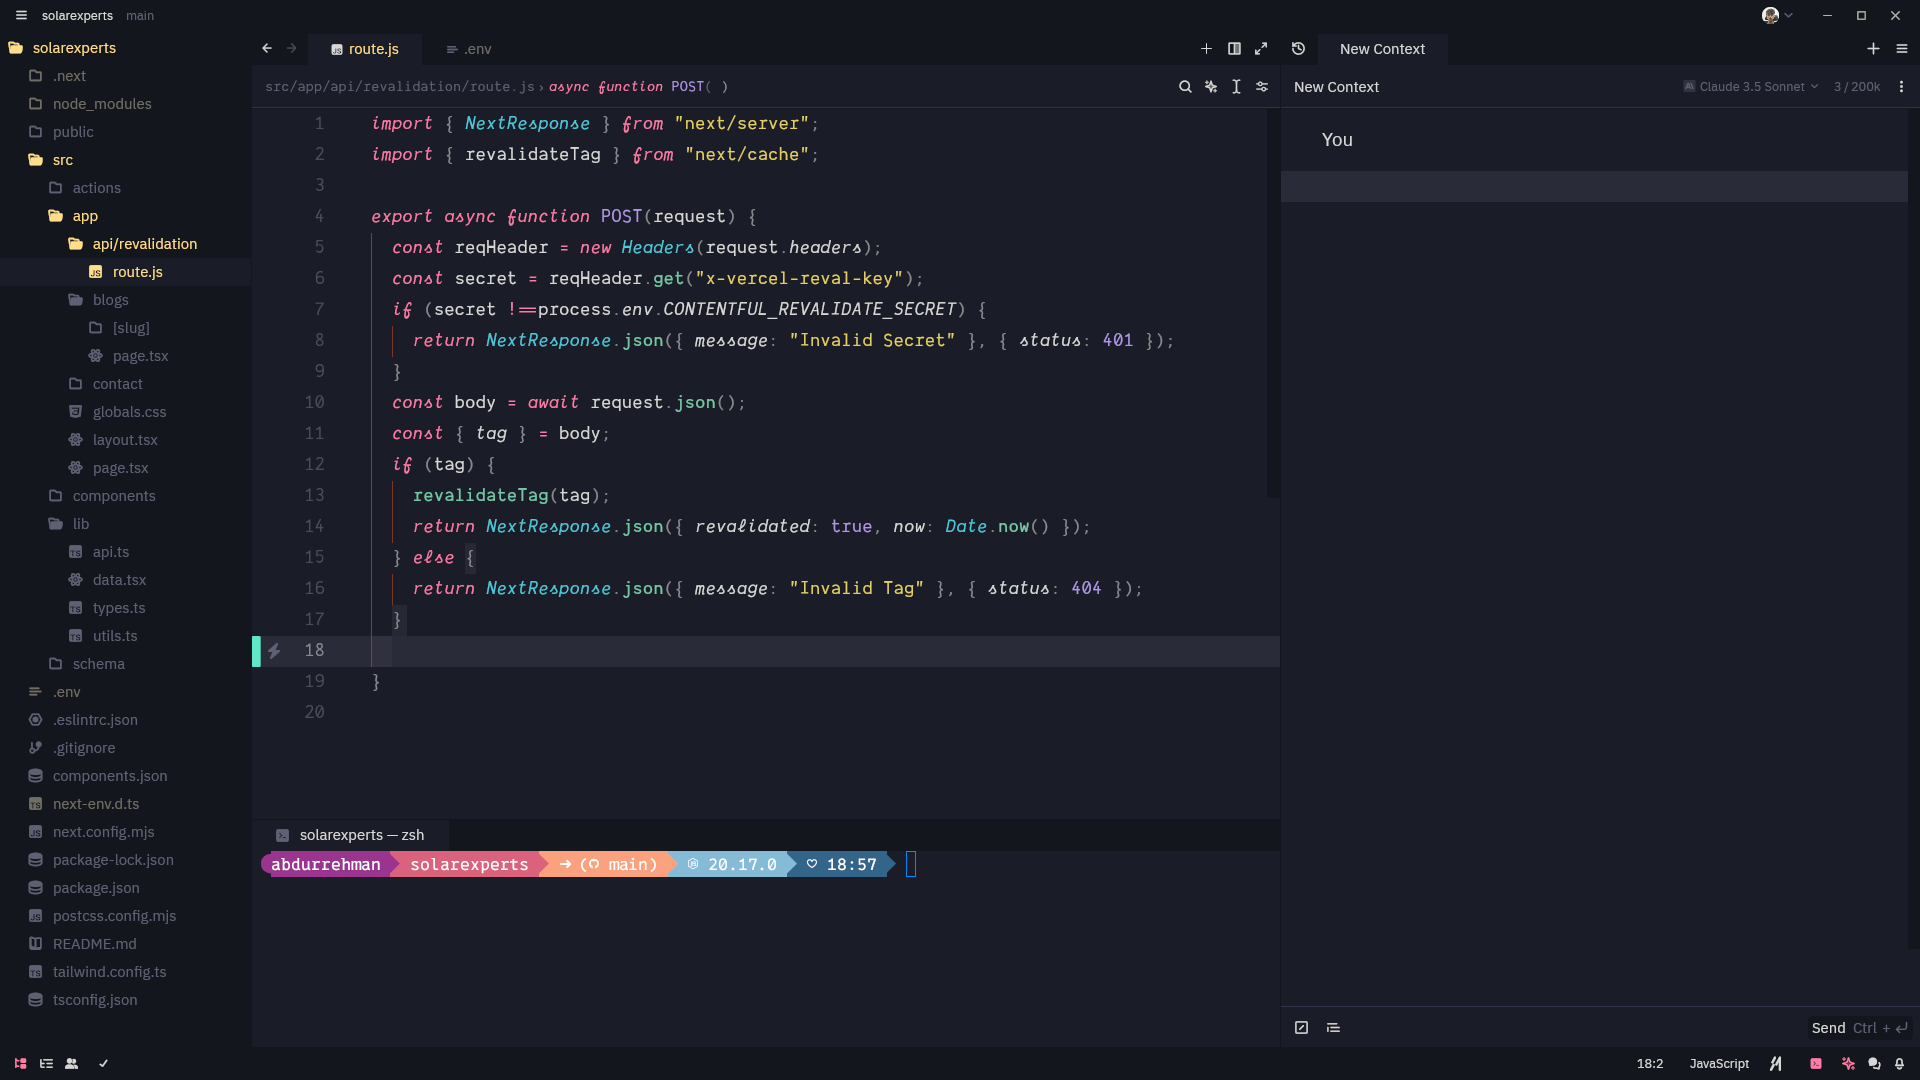 solarexperts main
solarexperts
.next
node_modules
public
src
actions
app
api/revalidation
route.js
blogs
[slug]
page.tsx
contact
globals.css
layout.tsx
page.tsx
components
lib
api.ts
data.tsx
types.ts
utils.ts
schema
.env
.eslintrc.json
.gitignore
components.json
next-env.d.ts
next.config.mjs
package-lock.json
package.json
postcss.config.mjs
README.md
tailwind.config.ts
tsconfig.json
route.js .env
src/app/api/revalidation/route.js › async function POST( )
1 import { NextResponse } from "next/server";
2 import { revalidateTag } from "next/cache";
3
4 export async function POST(request) {
5 const reqHeader = new Headers(request.headers);
6 const secret = reqHeader.get("x-vercel-reval-key");
7 if (secret !==process.env.CONTENTFUL_REVALIDATE_SECRET) {
8 return NextResponse.json({ message: "Invalid Secret" }, { status: 401 });
9 }
10 const body = await request.json();
11 const { tag } = body;
12 if (tag) {
13 revalidateTag(tag);
14 return NextResponse.json({ revalidated: true, now: Date.now() });
15 } else {
16 return NextResponse.json({ message: "Invalid Tag" }, { status: 404 });
17 }
18
19 }
20
solarexperts — zsh
abdurrehman solarexperts → ( main) 20.17.0 ♡ 18:57
New Context
New Context Claude 3.5 Sonnet 3 / 200k
You
Send Ctrl + ↵
18:2 JavaScript